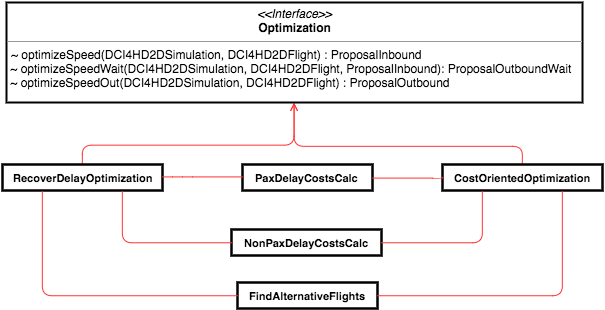 <<Interface>>
Optimization
~ optimizeSpeed(DCI4HD2DSimulation, DCI4HD2DFlight) : ProposalInbound
~ optimizeSpeedWait(DCI4HD2DSimulation, DCI4HD2DFlight, ProposalInbound): ProposalOutboundWait
~ optimizeSpeedOut(DCI4HD2DSimulation, DCI4HD2DFlight) : ProposalOutbound
RecoverDelayOptimization
PaxDelayCostsCalc
CostOrientedOptimization
NonPaxDelayCostsCalc
FindAlternativeFlights